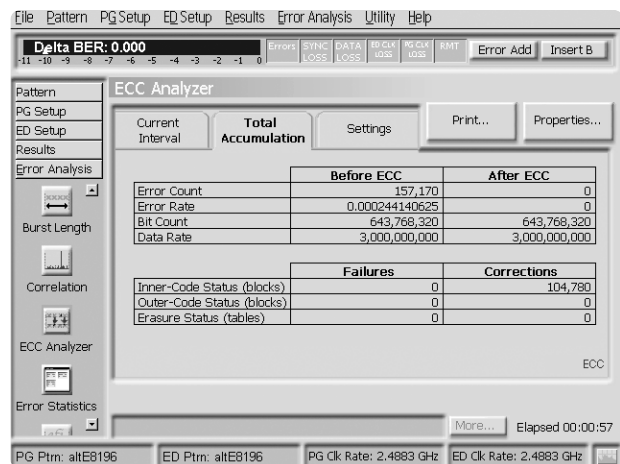 File Pattern PG Setup ED Setup Results Error Analysis Utility Help
Delta BER: 0.000
-11 -10 -9 -8 -7 -6 -5 -4 -3 -2 -1 0
Errors SYNC LOSS DATA LOSS ED CLK LOSS PG CLK LOSS RMT Error Add Insert B
Pattern
PG Setup
ED Setup
Results
Error Analysis
Burst Length
Correlation
ECC Analyzer
Error Statistics
ECC Analyzer
Current Interval
Total Accumulation
Settings
Print...
Properties...
Before ECC After ECC
Error Count 157,170 0
Error Rate 0.000244140625 0
Bit Count 643,768,320 643,768,320
Data Rate 3,000,000,000 3,000,000,000
Failures Corrections
Inner-Code Status (blocks) 0 104,780
Outer-Code Status (blocks) 0 0
Erasure Status (tables) 0 0
ECC
More... Elapsed 00:00:57
PG Ptrn: altE8196 ED Ptrn: altE8196 PG Clk Rate: 2.4883 GHz ED Clk Rate: 2.4883 GHz